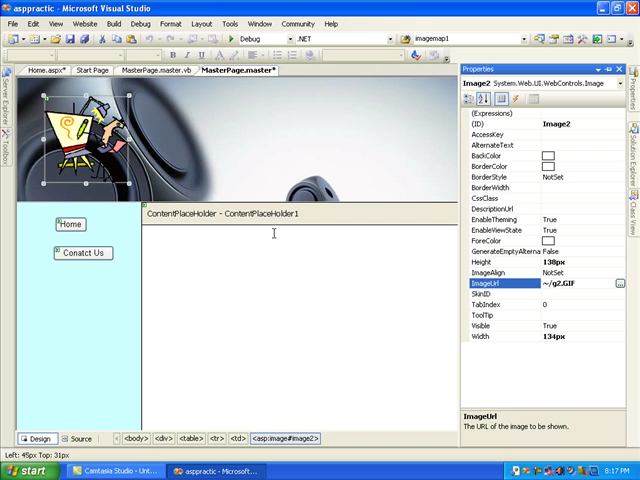 asppractic - Microsoft Visual Studio
File Edit View Website Build Debug Format Layout Tools Window Community Help
Debug .NET imagemap1
Home.aspx* Start Page MasterPage.master.vb MasterPage.master*
Server Explorer
Toolbox
ContentPlaceHolder - ContentPlaceHolder1
Home
Conatct Us
Properties
Image2 System.Web.UI.WebControls.Image
(Expressions)
(ID) Image2
AccessKey
AlternateText
BackColor
BorderColor
BorderStyle NotSet
BorderWidth
CssClass
DescriptionUrl
EnableTheming True
EnableViewState True
ForeColor
GenerateEmptyAlterna False
Height 138px
ImageAlign NotSet
ImageUrl ~/g2.GIF ...
SkinID
TabIndex 0
ToolTip
Visible True
Width 134px
ImageUrl
The URL of the image to be shown.
Properties
Solution Explorer
Class View
Design Source <body> <div> <table> <tr> <td> <asp:image#image2>
Left: 45px Top: 31px
start Camtasia Studio - Unt... asppractic - Microsoft... 8:17 PM